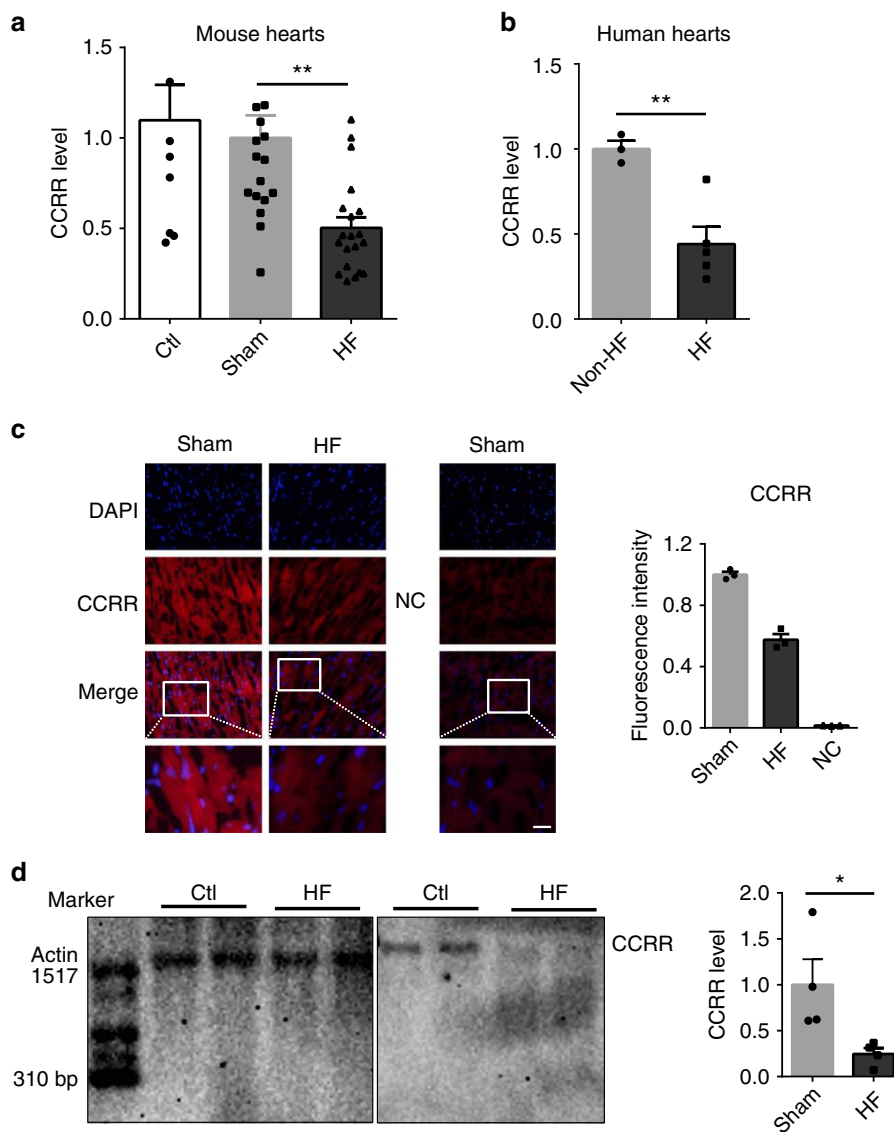 a
Mouse hearts
CCRR level
1.5
1.0
0.5
0.0
**
Ctl
Sham
HF
b
Human hearts
CCRR level
1.5
1.0
0.5
0.0
**
Non-HF
HF
c
Sham
HF
Sham
DAPI
CCRR
NC
Merge
CCRR
Fluorescence intensity
1.2
0.8
0.4
0.0
Sham
HF
NC
d
Marker
Ctl
HF
Ctl
HF
Actin
1517
310 bp
CCRR
CCRR level
2.0
1.5
1.0
0.5
0.0
*
Sham
HF